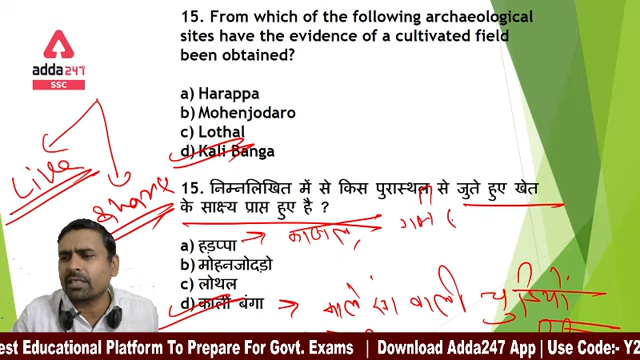 15. From which of the following archaeological
sites have the evidence of a cultivated field
been obtained?
adda247
SSC
a) Harappa
b) Mohenjodaro
c) Lothal
d) Kali Banga
Live
Share
15. निम्नलिखित में से किस पुरास्थल से जुते हुए खेत
के साक्ष्य प्राप्त हुए है ?
a) हड़प्पा
b) मोहनजोदड़ो
c) लोथल
d) काली बंगा
काले रंग वाली चुड़ियो
est Educational Platform To Prepare For Govt. Exams | Download Adda247 App | Use Code:- Y2